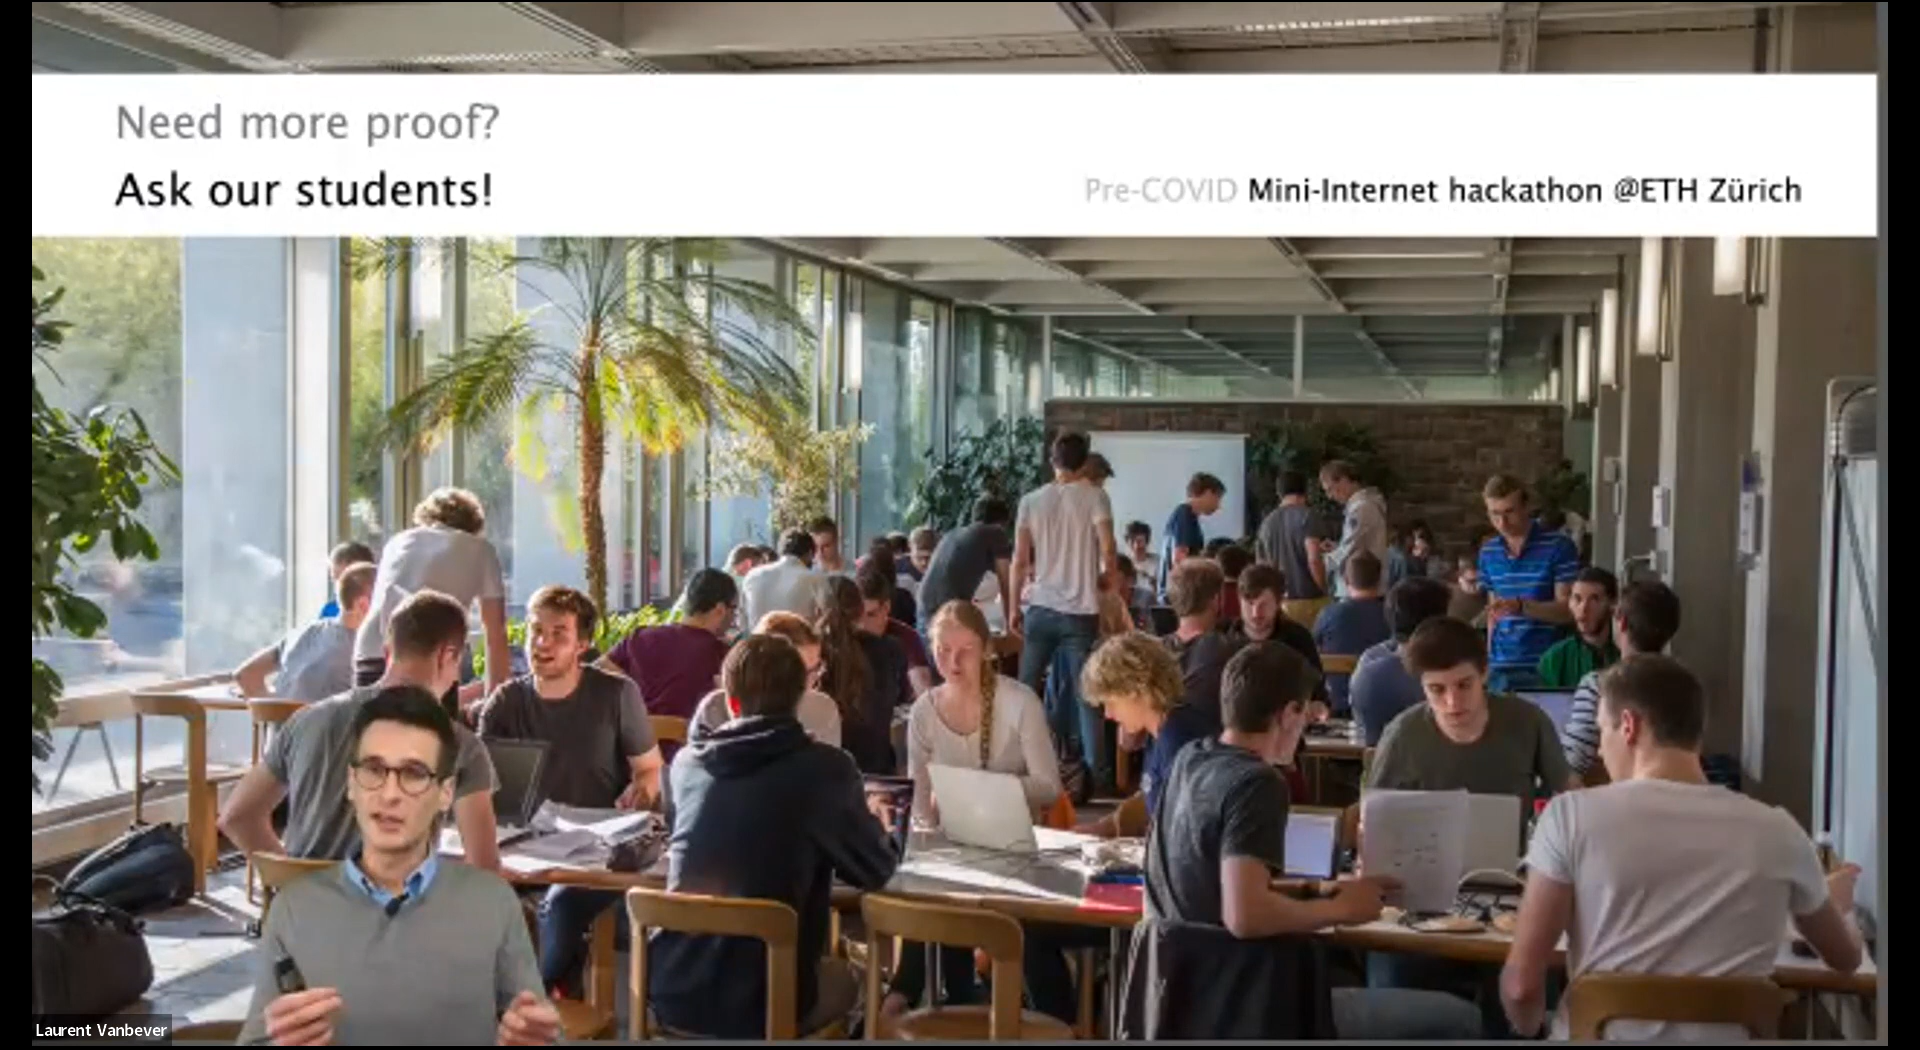 Need more proof?
Ask our students!
Pre-COVID Mini-Internet hackathon @ETH Zürich
Laurent Vanbever